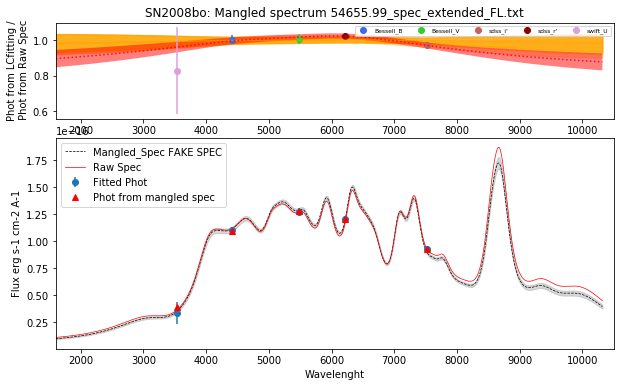 SN2008bo: Mangled spectrum 54655.99_spec_extended_FL.txt
Phot from LCfitting /
Phot from Raw Spec
1.0
0.8
0.6
Bessell_B
Bessell_V
sdss_i'
sdss_r'
swift_U
2000 3000 4000 5000 6000 7000 8000 9000 10000
1e−16
Flux erg s-1 cm-2 A-1
1.75
1.50
1.25
1.00
0.75
0.50
0.25
Mangled_Spec FAKE SPEC
Raw Spec
Fitted Phot
Phot from mangled spec
2000 3000 4000 5000 6000 7000 8000 9000 10000
Wavelenght